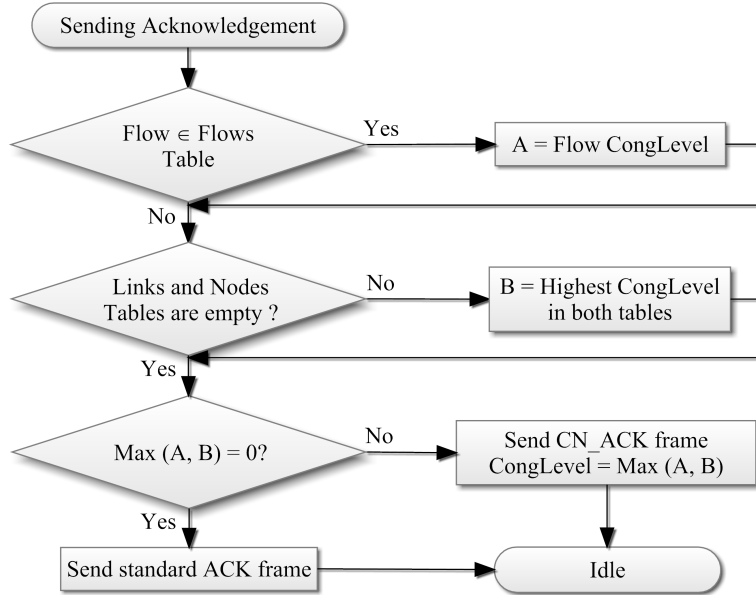 Sending Acknowledgement
Flow ∈ Flows
Table
Yes
A = Flow CongLevel
No
Links and Nodes
Tables are empty ?
No
B = Highest CongLevel
in both tables
Yes
Max (A, B) = 0?
No
Send CN_ACK frame
CongLevel = Max (A, B)
Yes
Send standard ACK frame
Idle